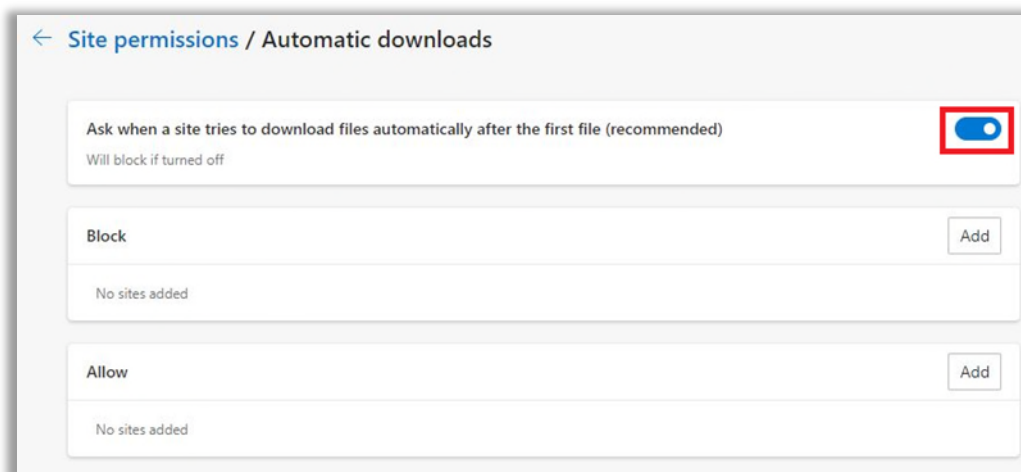 Site permissions / Automatic downloads
Ask when a site tries to download files automatically after the first file (recommended)
Will block if turned off
Block
Add
No sites added
Allow
Add
No sites added